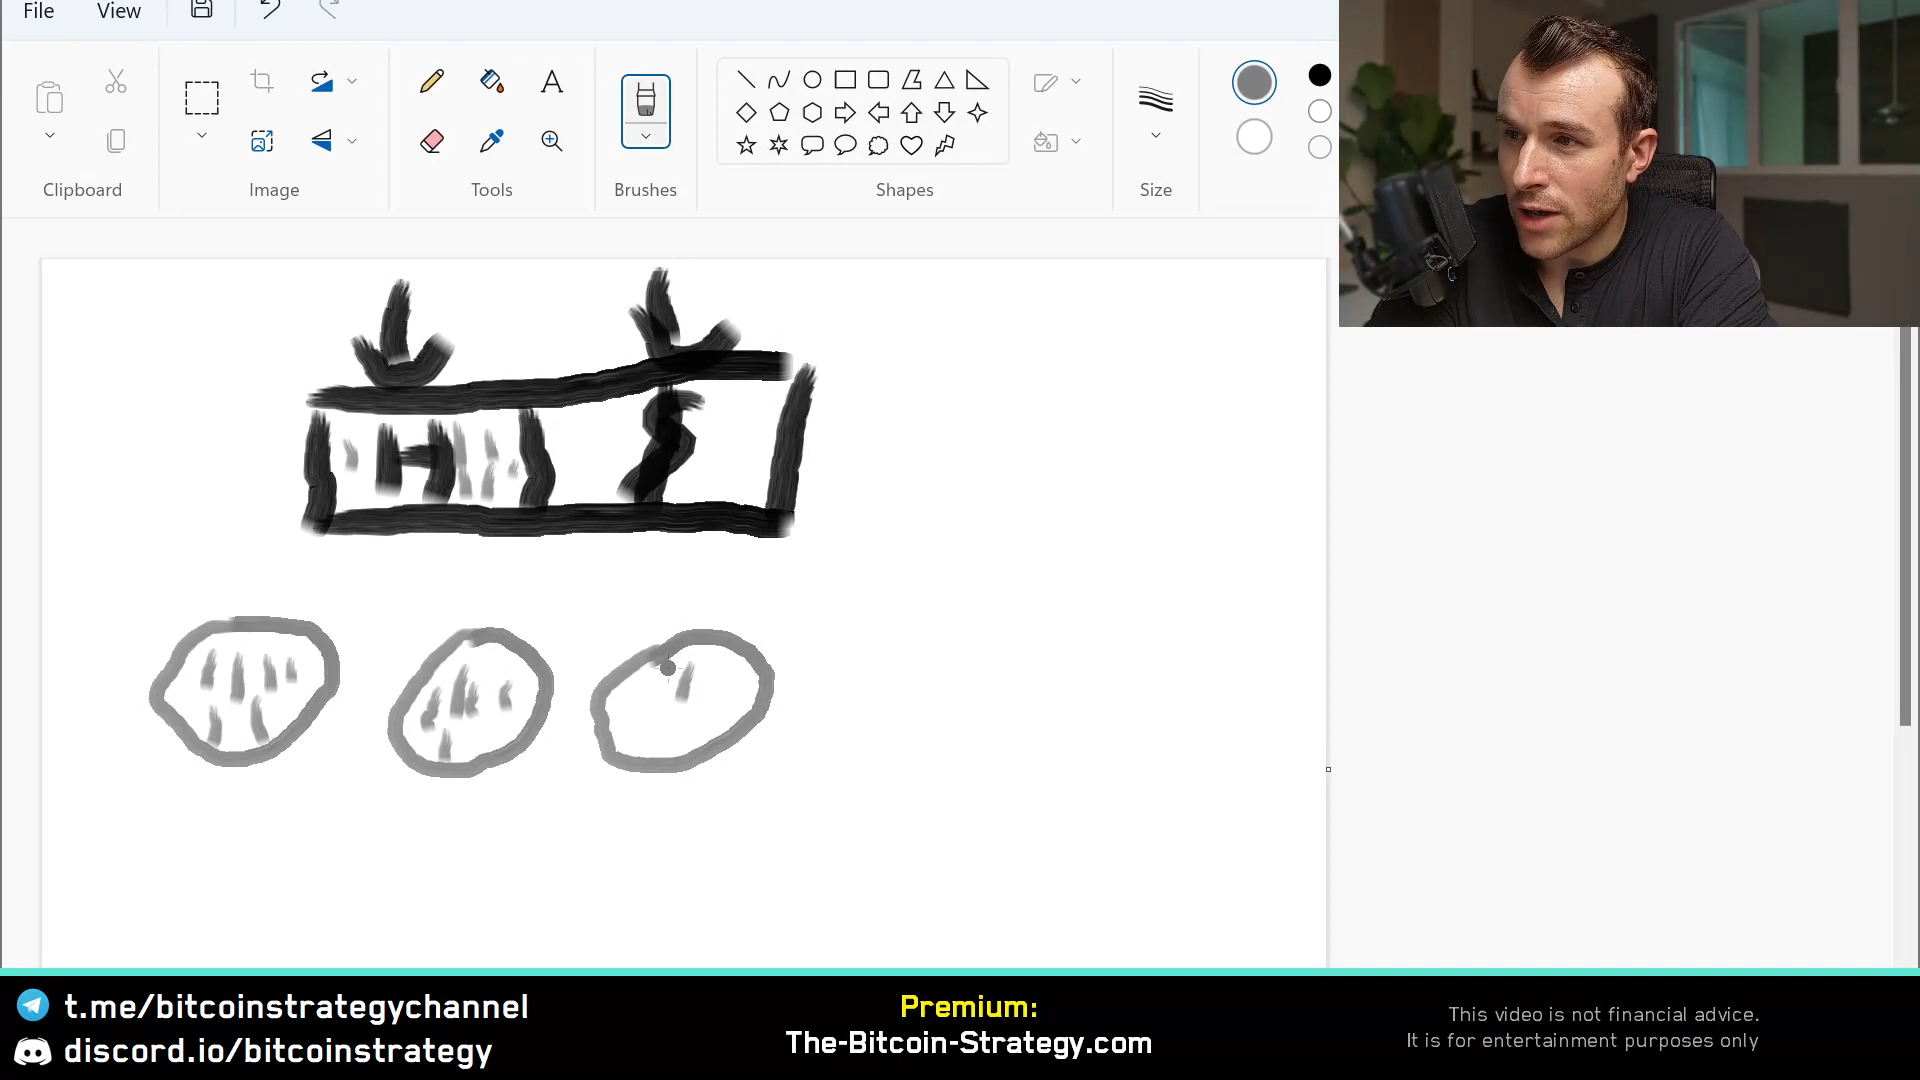 File View
Clipboard Image Tools Brushes Shapes Size
H
t.me/bitcoinstrategychannel
discord.io/bitcoinstrategy
Premium:
The-Bitcoin-Strategy.com
This video is not financial advice.
It is for entertainment purposes only